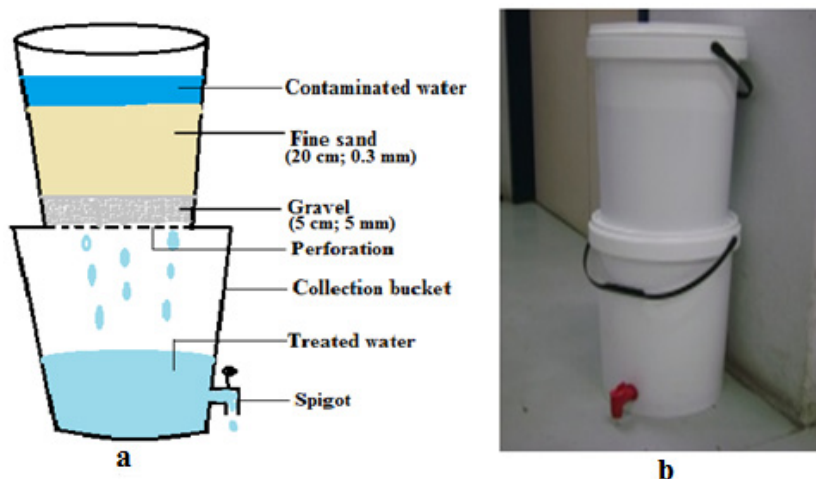 Contaminated water
Fine sand
(20 cm; 0.3 mm)
Gravel
(5 cm; 5 mm)
Perforation
Collection bucket
Treated water
Spigot
a
b